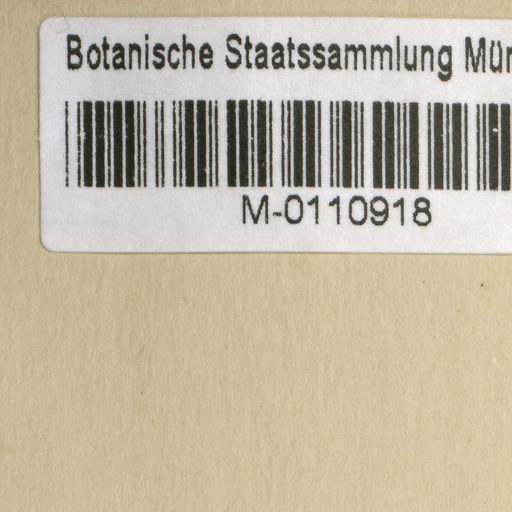 Botanische Staatssammlung Mün
M-0110918